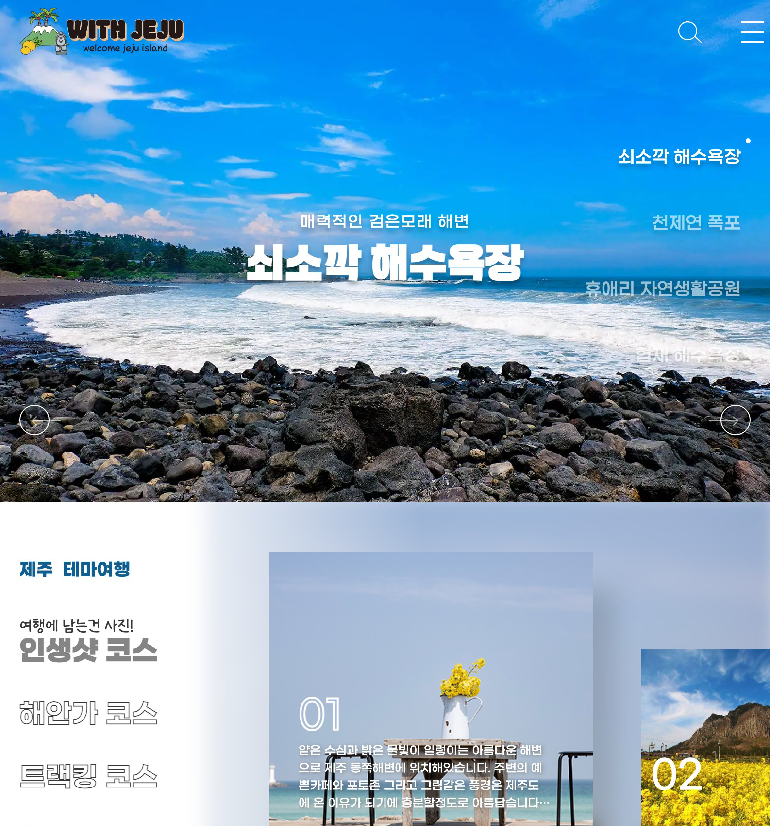 WITH JEJU
welcome jeju island
쇠소깍 해수욕장
천제연 폭포
매력적인 검은모래 해변
쇠소깍 해수욕장
휴애리 자연생활공원
해수욕장
제주 테마여행
여행에 남는건 사진!
인생샷 코스
해안가 코스
트래킹 코스
01
얕은 수심과 맑은 물빛이 일렁이는 아름다운 해변
으로 제주 동쪽해변에 위치해있습니다. 주변의 예
쁜카페와 포토존 그리고 그림같은 풍경은 제주도
에 온 이유가 되기에 충분할정도로 아름답습니다…
02